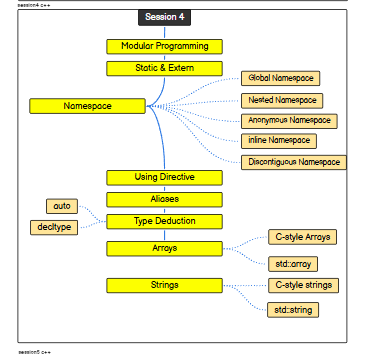 session4 c++
Session 4
Modular Programming
Static & Extern
Namespace
Global Namespace
Nested Namespace
Anonymous Namespace
inline Namespace
Discontiguous Namespace
Using Directive
Aliases
Type Deduction
auto
decltype
Arrays
C-style Arrays
std::array
Strings
C-style strings
std::string
session5 c++